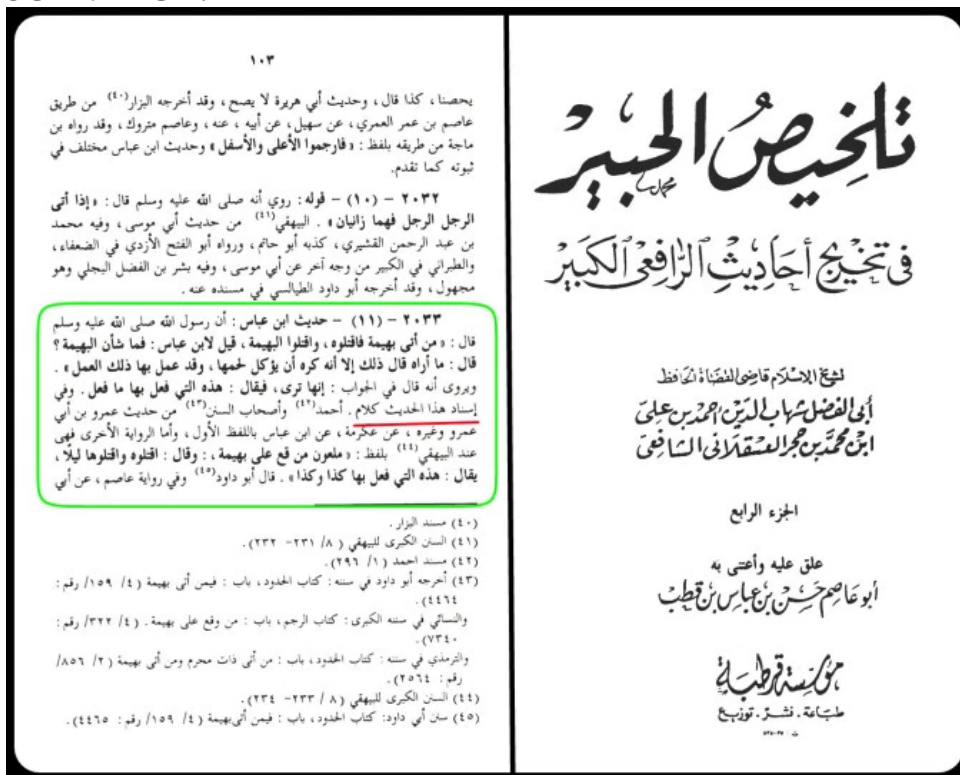 تلخيص الحبير
في تخريج أحاديث الرافعي الكبير
لشيخ الإسلام قاضي القضاة الحافظ
أبي الفضل شهاب الدين أحمد بن علي
ابن محمد بن حجر العسقلاني الشافعي
الجزء الرابع
علق عليه وأعتنى به
أبو عاصم حسن بن عباس بن قطب
مؤسسة قرطبة
طباعة . نشر . توزيع
١٠٣
يحصنا ، كذا قال ، وحديث أبي هريرة لا يصح ، وقد أخرجه البزار(٤٠) من طريق
عاصم بن عمر العمري ، عن سهيل ، عن أبيه ، عنه ، وعاصم متروك ، وقد رواه بن
ماجة من طريقه بلفظ : « فارجموا الأعلى والأسفل » وحديث ابن عباس مختلف في
ثبوته كما تقدم.
٢٠٣٢ – (١٠) – قوله : روي أنه صلى الله عليه وسلم قال : « إذا أتى
الرجل الرجل فهما زانيان » . البيهقي(٤١) من حديث أبي موسى ، وفيه محمد
بن عبد الرحمن القشيري ، كذبه أبو حاتم ، ورواه أبو الفتح الأزدي في الضعفاء ،
والطبراني في الكبير من وجه آخر عن أبي موسى ، وفيه بشر بن الفضل البجلي وهو
مجهول ، وقد أخرجه أبو داود الطيالسي في مسنده عنه .
٢٠٣٣ – (١١) – حديث ابن عباس : أن رسول الله صلى الله عليه وسلم
قال : « من أتى بهيمة فاقتلوه ، واقتلوا البهيمة ، قيل لابن عباس : فما شأن البهيمة ؟
قال : ما أراه قال ذلك إلا أنه كره أن يؤكل لحمها ، وقد عمل بها ذلك العمل » .
ويروى أنه قال في الجواب : إنها ترى ، فيقال : هذه التي فعل بها ما فعل . وفي
إسناد هذا الحديث كلام . أحمد(٤٢) وأصحاب السنن(٤٣) من حديث عمرو بن أبي
عمرو وغيره ، عن عكرمة ، عن ابن عباس باللفظ الأول ، وأما الرواية الأخرى فهي
عند البيهقي(٤٤) بلفظ : « ملعون من قع على بهيمة ، : وقال : اقتلوه واقتلوها ليلًا ،
يقال : هذه التي فعل بها كذا وكذا » . قال أبو داود(٤٥) وفي رواية عاصم ، عن أبي
(٤٠) مسند البزار .
(٤١) السنن الكبرى للبيهقي ( ٨/ ٢٣١– ٢٣٢).
(٤٢) مسند احمد (١/ ٢٩٦).
(٤٣) أخرجه أبو داود في سننه : كتاب الحدود ، باب : فيمن أتى بهيمة (٤/ ١٥٩/ رقم :
٤٤٦٤).
والنسائي في سننه الكبرى : كتاب الرجم ، باب : من وقع على بهيمة . (٤/ ٣٢٢/ رقم :
٧٣٤٠).
والترمذي في سننه : كتاب الحدود ، باب : من أتى ذات محرم ومن أتى بهيمة (٢/ ٨٥٦/
رقم : ٢٥٦٤).
(٤٤) السنن الكبرى للبيهقي (٨ / ٢٣٣– ٢٣٤).
(٤٥) سنن أبي داود : كتاب الحدود ، باب : فيمن أتى بهيمة (٤/ ١٥٩/ رقم : ٤٤٦٥).